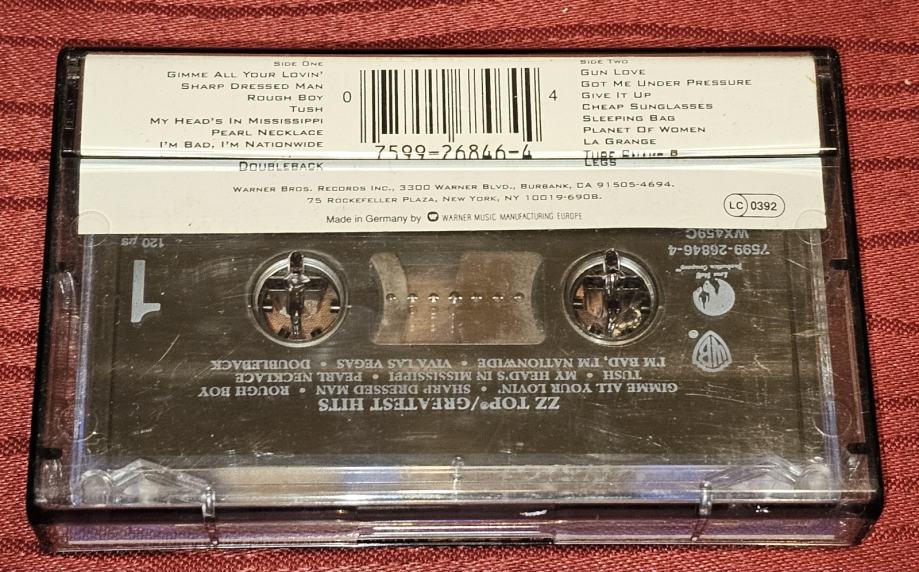 SIDE ONE
GIMME ALL YOUR LOVIN'
SHARP DRESSED MAN
ROUGH BOY
TUSH
MY HEAD'S IN MISSISSIPPI
PEARL NECKLACE
I'M BAD, I'M NATIONWIDE
DOUBLEBACK
0
4
7599-26846-4
SIDE TWO
GUN LOVE
GOT ME UNDER PRESSURE
GIVE IT UP
CHEAP SUNGLASSES
SLEEPING BAG
PLANET OF WOMEN
LA GRANGE
LEGS
WARNER BROS. RECORDS INC., 3300 WARNER BLVD., BURBANK, CA 91505-4694.
75 ROCKEFELLER PLAZA, NEW YORK, NY 10019-6908.
Made in Germany by WARNER MUSIC MANUFACTURING EUROPE
LC 0392
ZZ TOP®/GREATEST HITS
GIMME ALL YOUR LOVIN' • SHARP DRESSED MAN • ROUGH BOY
TUSH • MY HEAD'S IN MISSISSIPPI • PEARL NECKLACE
I'M BAD, I'M NATIONWIDE • VIVA LAS VEGAS • DOUBLEBACK
WB
1
7599-26846-4
WX459C
120 µs